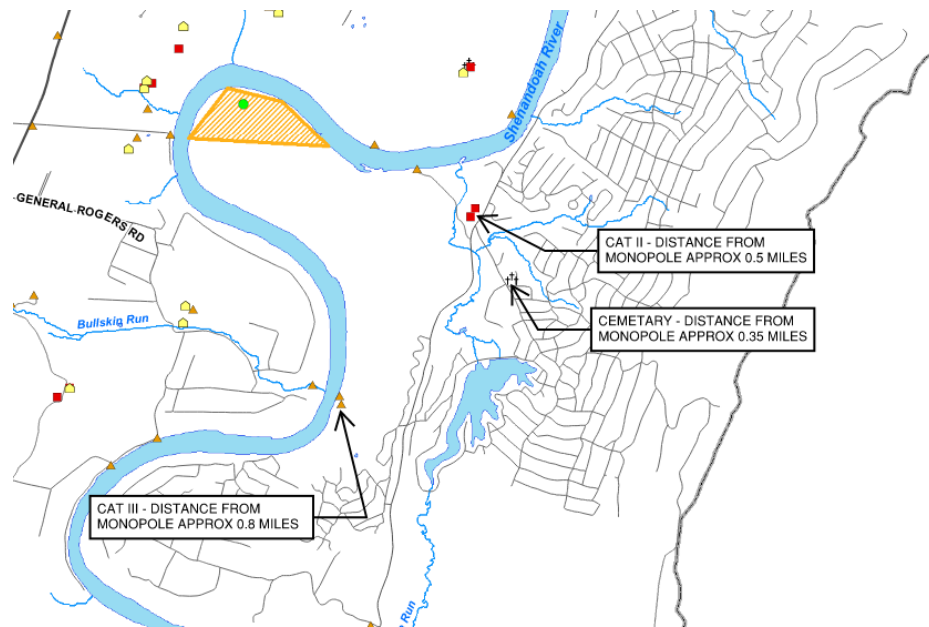 Shenandoah River
GENERAL ROGERS RD
CAT II - DISTANCE FROM
MONOPOLE APPROX 0.5 MILES
CEMETARY - DISTANCE FROM
MONOPOLE APPROX 0.35 MILES
Bullskin Run
CAT III - DISTANCE FROM
MONOPOLE APPROX 0.8 MILES
Run